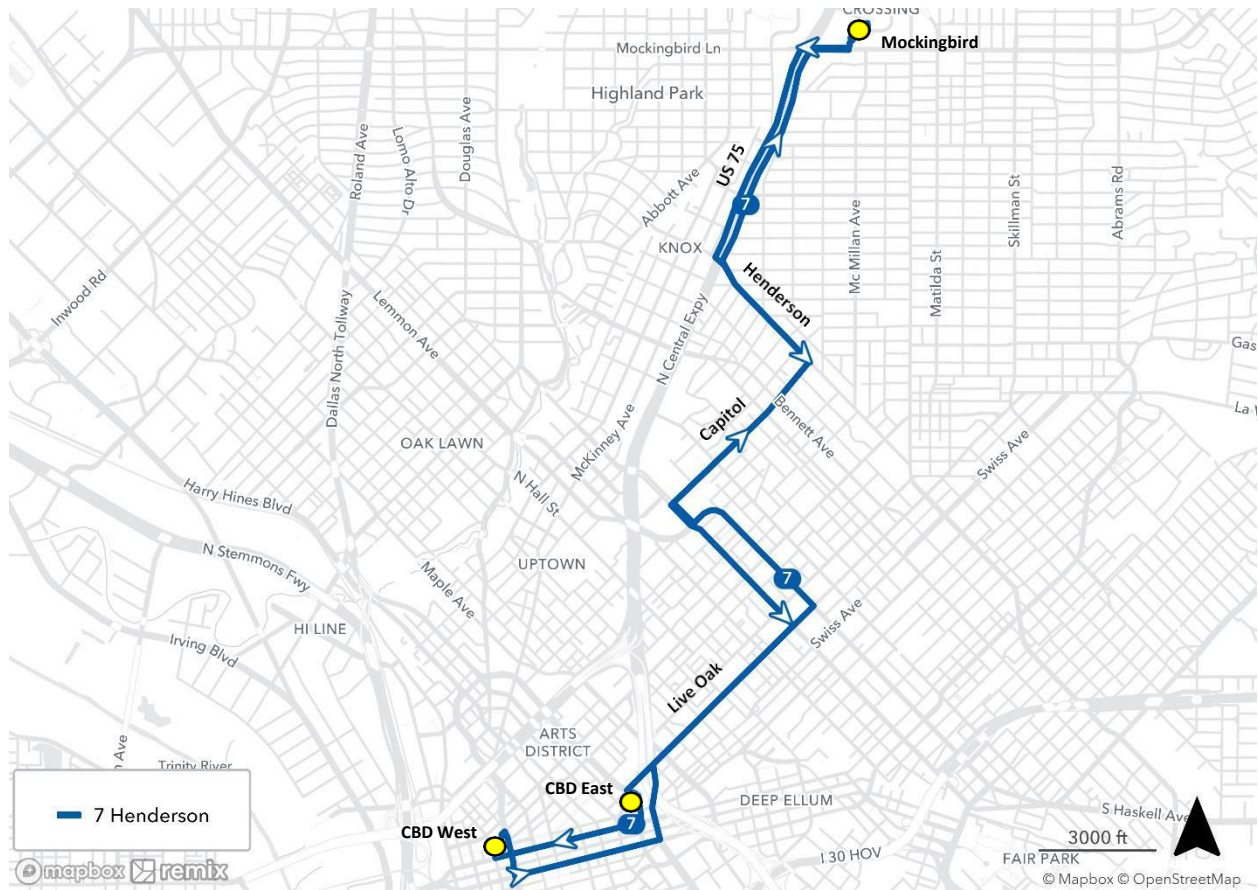 CROSSING
Mockingbird
Mockingbird Ln
Highland Park
Roland Ave
Lomo Alto Dr
Douglas Ave
US 75
Abbott Ave
7
KNOX
Mc Millan Ave
Skillman St
Abrams Rd
Matilda St
Henderson
Inwood Rd
Dallas North Tollway
Lemmon Ave
N Central Expy
Gas
La
Capitol
Bennett Ave
OAK LAWN
McKinney Ave
Swiss Ave
N Hall St
Harry Hines Blvd
N Stemmons Fwy
UPTOWN
7
Maple Ave
HI LINE
Swiss Ave
Irving Blvd
Live Oak
ARTS
DISTRICT
Ave
Trinity River
CBD East
DEEP ELLUM
7
CBD West
S Haskell Ave
7 Henderson
3000 ft
I 30 HOV
FAIR PARK
mapbox remix
© Mapbox © OpenStreetMap